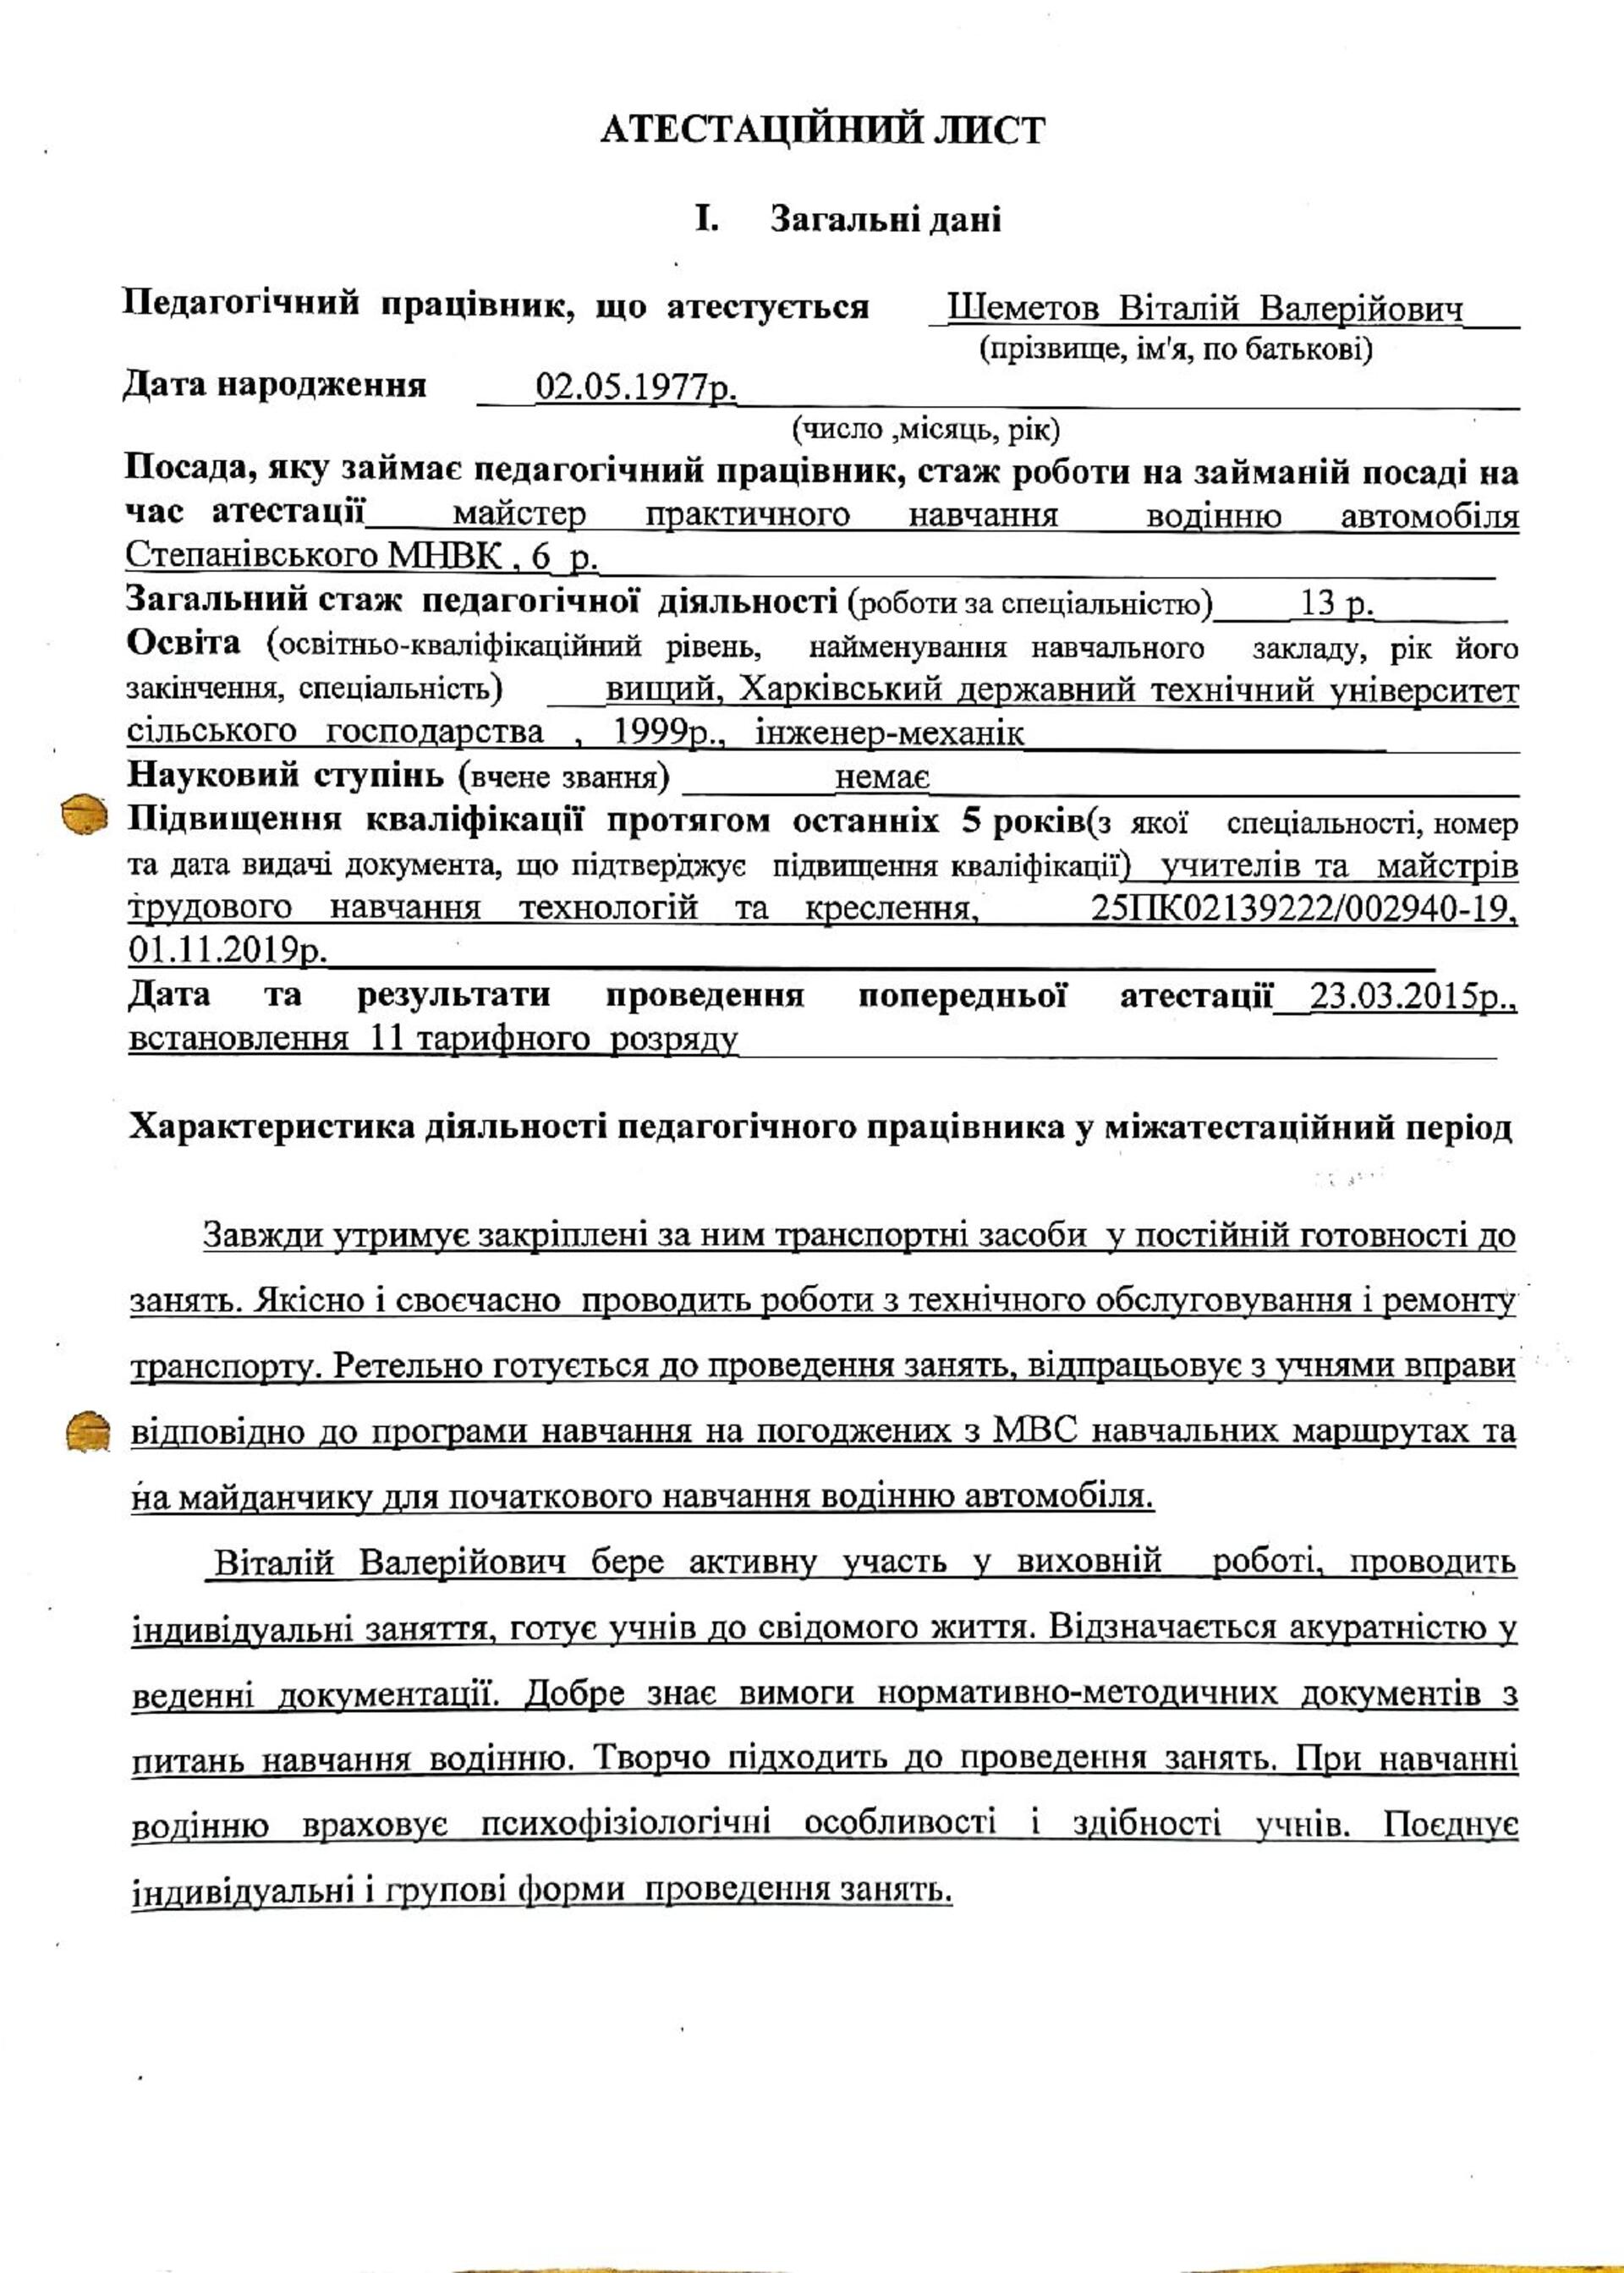 АТЕСТАЦІЙНИЙ ЛИСТ
І. Загальні дані
Педагогічний працівник, що атестується Шеметов Віталій Валерійович
(прізвище, ім'я, по батькові)
Дата народження 02.05.1977р.
(число ,місяць, рік)
Посада, яку займає педагогічний працівник, стаж роботи на займаній посаді на
час атестації майстер практичного навчання водінню автомобіля
Степанівського МНВК , 6 р.
Загальний стаж педагогічної діяльності (роботи за спеціальністю) 13 р.
Освіта (освітньо-кваліфікаційний рівень, найменування навчального закладу, рік його
закінчення, спеціальність) вищий, Харківський державний технічний університет
сільського господарства , 1999р., інженер-механік
Науковий ступінь (вчене звання) немає
Підвищення кваліфікації протягом останніх 5 років(з якої спеціальності, номер
та дата видачі документа, що підтверджує підвищення кваліфікації) учителів та майстрів
трудового навчання технологій та креслення, 25ПК02139222/002940-19,
01.11.2019р.
Дата та результати проведення попередньої атестації 23.03.2015р.,
встановлення 11 тарифного розряду
Характеристика діяльності педагогічного працівника у міжатестаційний період
Завжди утримує закріплені за ним транспортні засоби у постійній готовності до
занять. Якісно і своєчасно проводить роботи з технічного обслуговування і ремонту
транспорту. Ретельно готується до проведення занять, відпрацьовує з учнями вправи
відповідно до програми навчання на погоджених з МВС навчальних маршрутах та
на майданчику для початкового навчання водінню автомобіля.
Віталій Валерійович бере активну участь у виховній роботі, проводить
індивідуальні заняття, готує учнів до свідомого життя. Відзначається акуратністю у
веденні документації. Добре знає вимоги нормативно-методичних документів з
питань навчання водінню. Творчо підходить до проведення занять. При навчанні
водінню враховує психофізіологічні особливості і здібності учнів. Поєднує
індивідуальні і групові форми проведення занять.